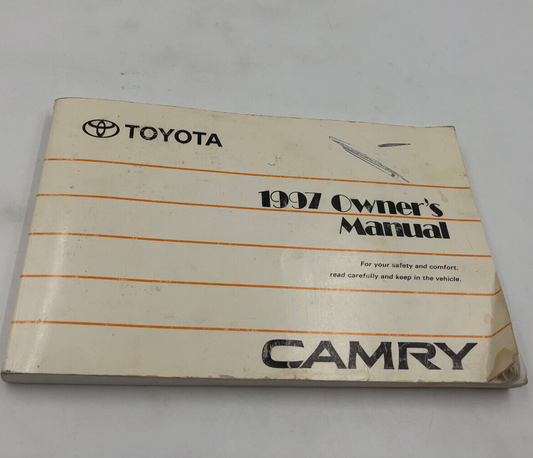 TOYOTA
1997 Owner's
Manual
For your safety and comfort,
read carefully and keep in the vehicle.
CAMRY